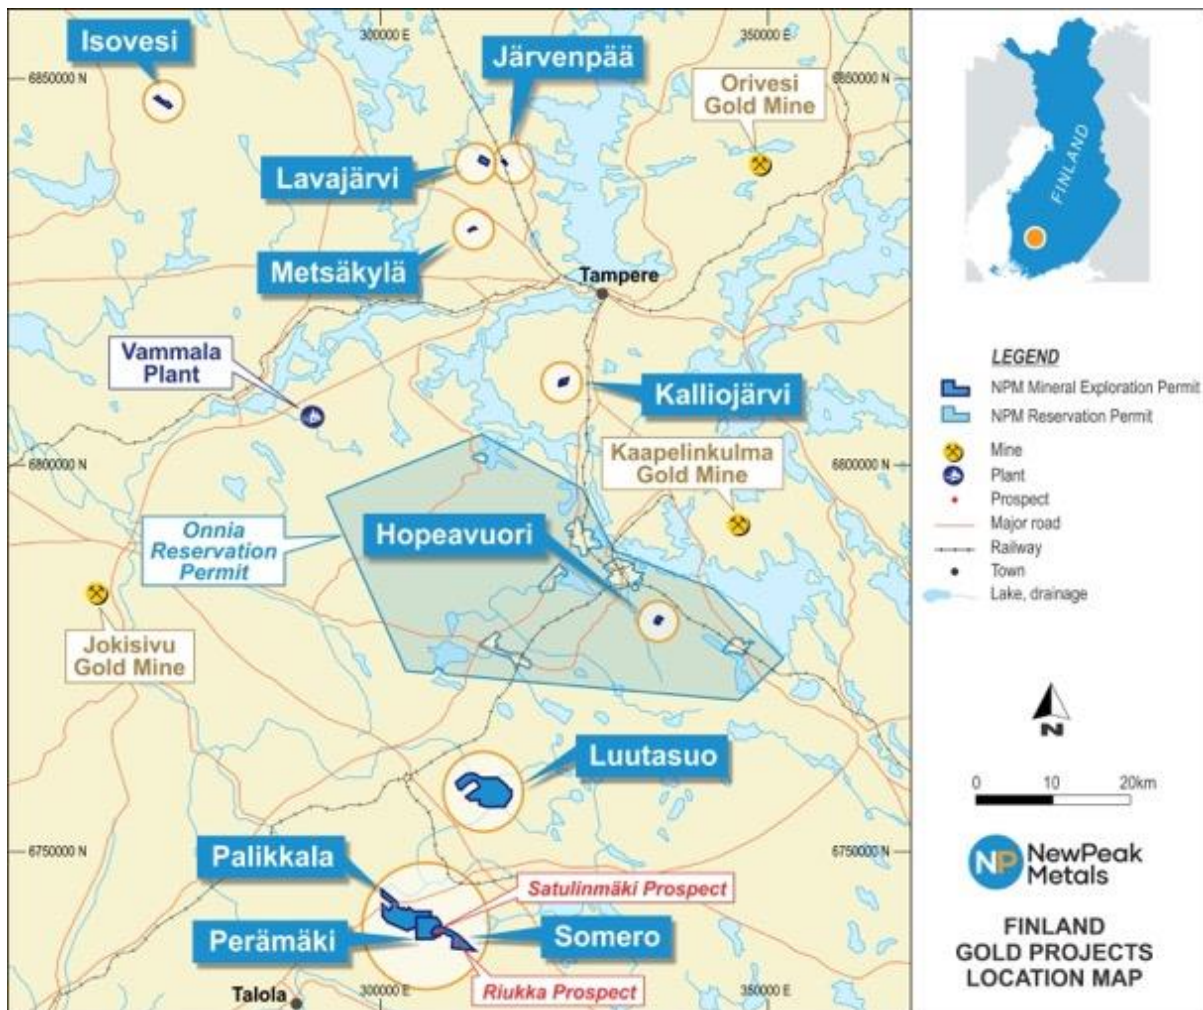 300000 E
350000 E
6850000 N
6850000 N
Isovesi
Järvenpää
Orivesi
Gold Mine
Lavajärvi
Metsäkylä
Tampere
Vammala
Plant
Kalliojärvi
Kaapelinkulma
Gold Mine
6800000 N
6800000 N
Onnia
Reservation
Permit
Hopeavuori
Jokisivu
Gold Mine
Luutasuo
6750000 N
6750000 N
Palikkala
Satulinmäki Prospect
Perämäki
Somero
Riukka Prospect
Talola
300000 E
350000 E
FINLAND
LEGEND
NPM Mineral Exploration Permit
NPM Reservation Permit
Mine
Plant
Prospect
Major road
Railway
Town
Lake, drainage
N
0 10 20km
NP NewPeak
Metals
FINLAND
GOLD PROJECTS
LOCATION MAP